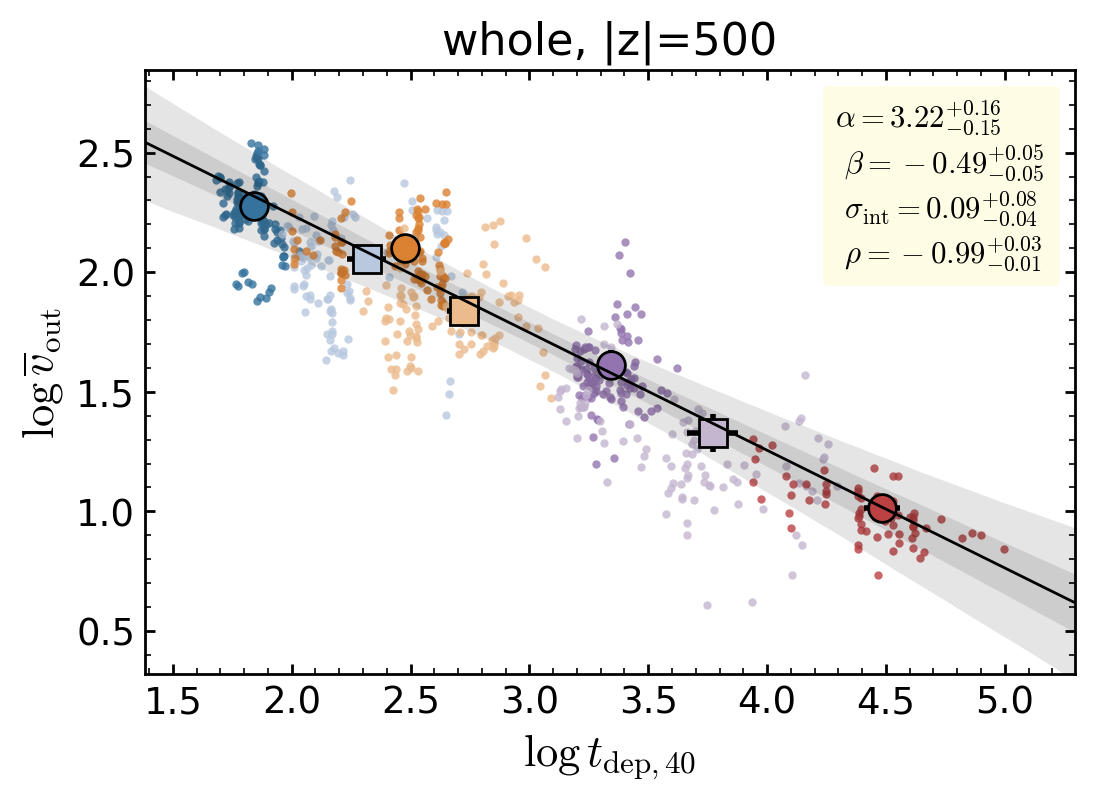 whole, |z|=500
α = 3.22^{+0.16}_{-0.15}
β = −0.49^{+0.05}_{-0.05}
σ_int = 0.09^{+0.08}_{-0.04}
ρ = −0.99^{+0.03}_{-0.01}
2.5
2.0
1.5
1.0
0.5
log v̅_out
1.5 2.0 2.5 3.0 3.5 4.0 4.5 5.0
log t_{dep, 40}